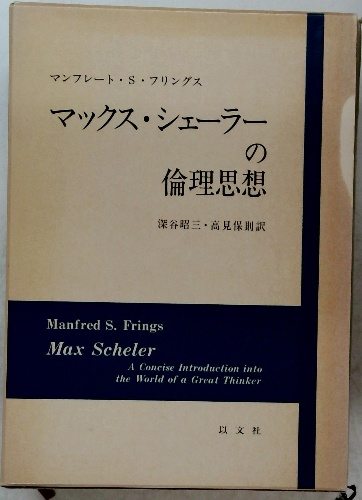 マンフレート・S・フリングス
マックス・シェーラー
の
倫理思想
深谷昭三・高見保則訳
Manfred S. Frings
Max Scheler
A Concise Introduction into
the World of a Great Thinker
以文社